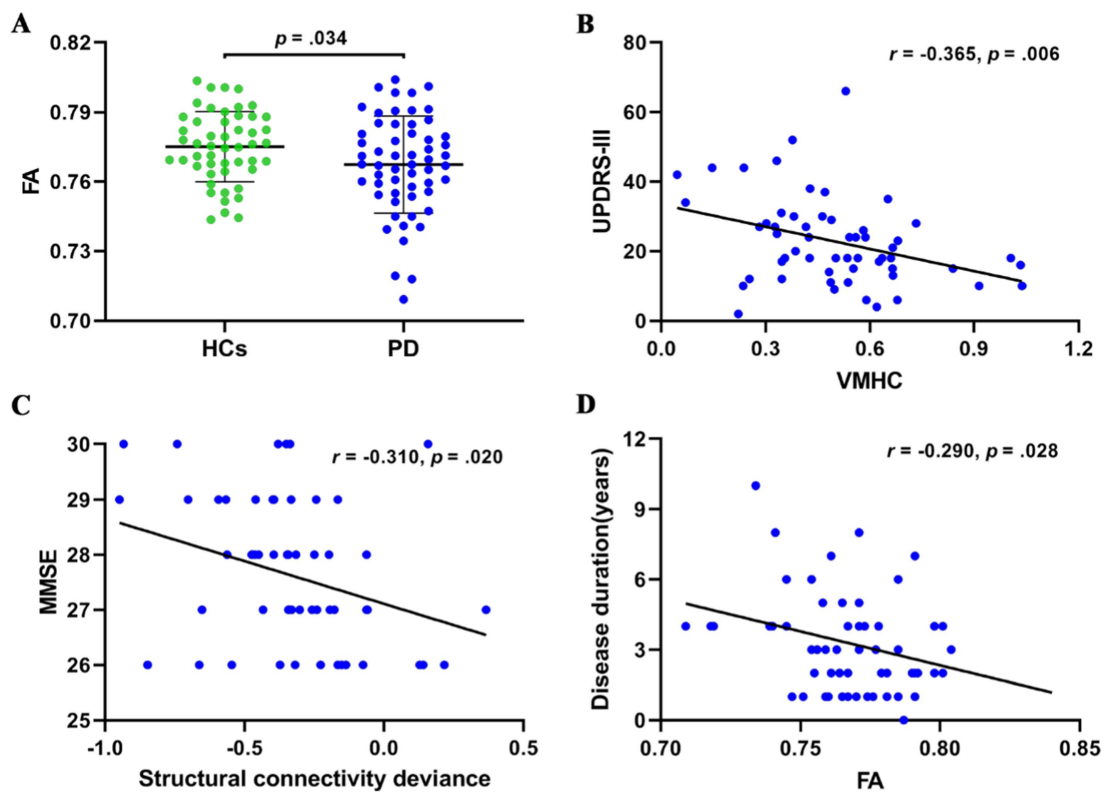 A
p = .034
0.82
0.79
0.76
0.73
0.70
FA
HCs
PD
B
r = -0.365, p = .006
80
60
40
20
0
UPDRS-III
0.0
0.3
0.6
0.9
1.2
VMHC
C
r = -0.310, p = .020
30
29
28
27
26
25
MMSE
-1.0
-0.5
0.0
0.5
Structural connectivity deviance
D
r = -0.290, p = .028
12
9
6
3
0
Disease duration(years)
0.70
0.75
0.80
0.85
FA